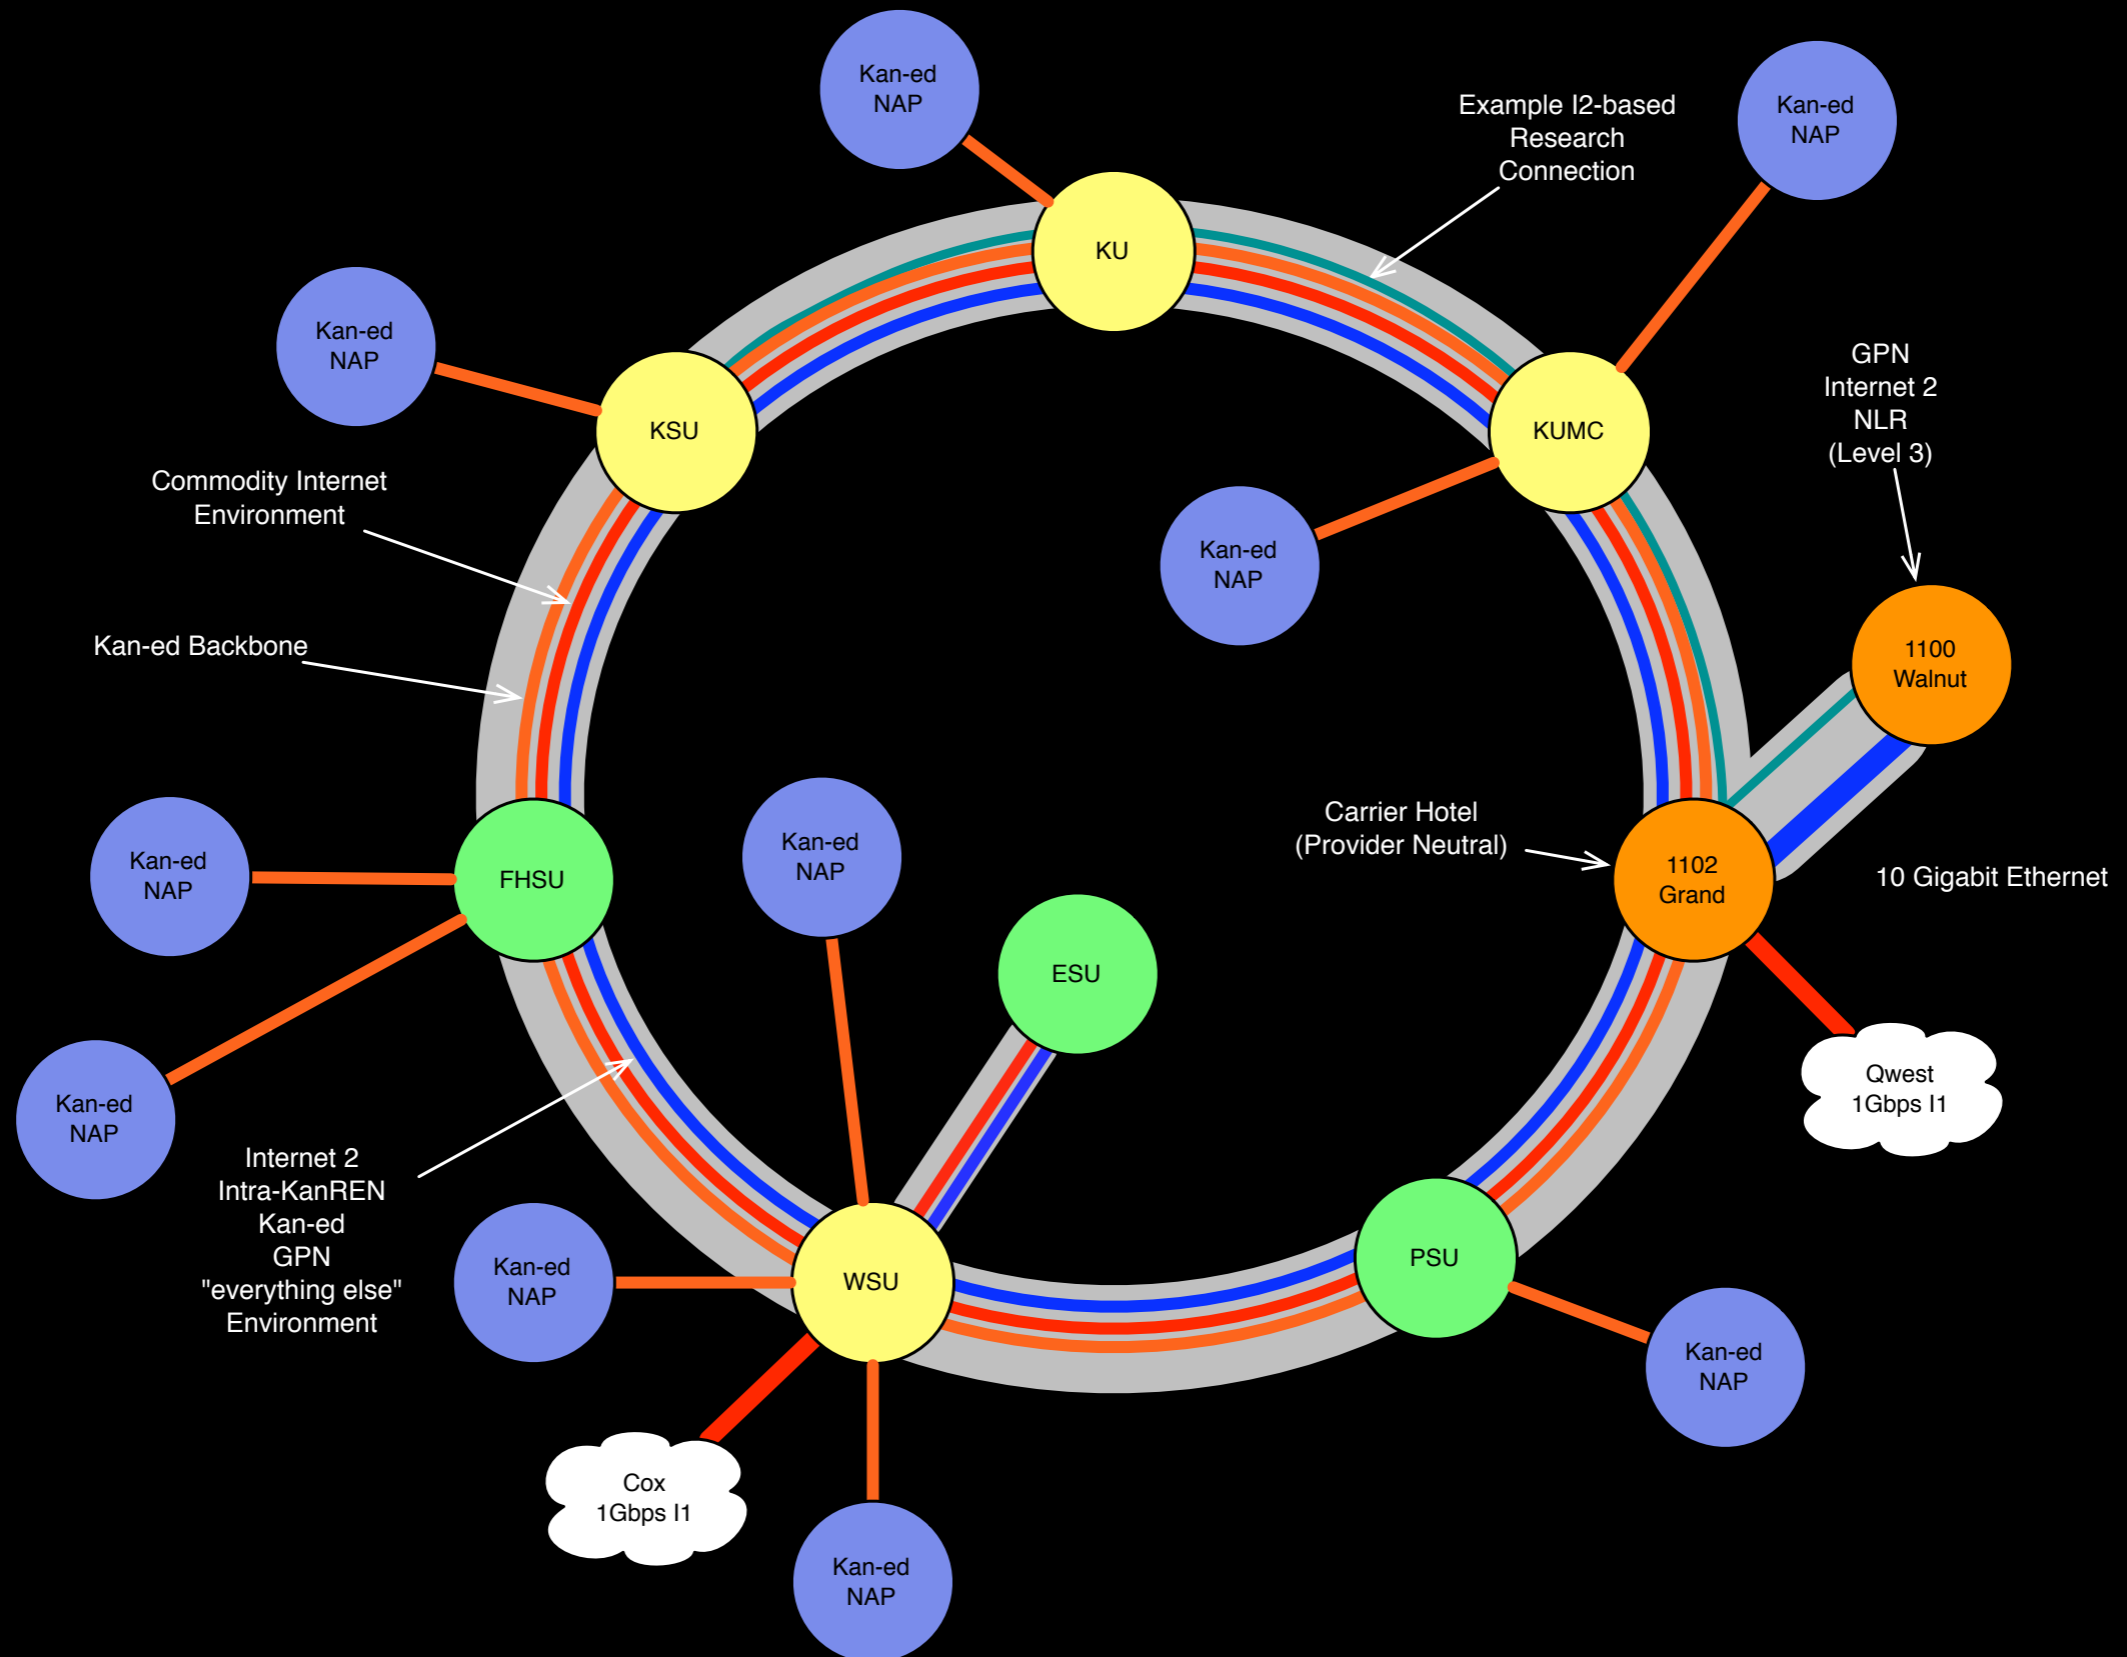 Kan-ed
NAP
Example I2-based
Research
Connection
Kan-ed
NAP
KU
Kan-ed
NAP
KSU
KUMC
GPN
Internet 2
NLR
(Level 3)
Commodity Internet
Environment
Kan-ed
NAP
Kan-ed Backbone
1100
Walnut
Kan-ed
NAP
FHSU
Kan-ed
NAP
Carrier Hotel
(Provider Neutral)
1102
Grand
10 Gigabit Ethernet
ESU
Kan-ed
NAP
Qwest
1Gbps I1
Internet 2
Intra-KanREN
Kan-ed
GPN
"everything else"
Environment
Kan-ed
NAP
WSU
PSU
Kan-ed
NAP
Cox
1Gbps I1
Kan-ed
NAP